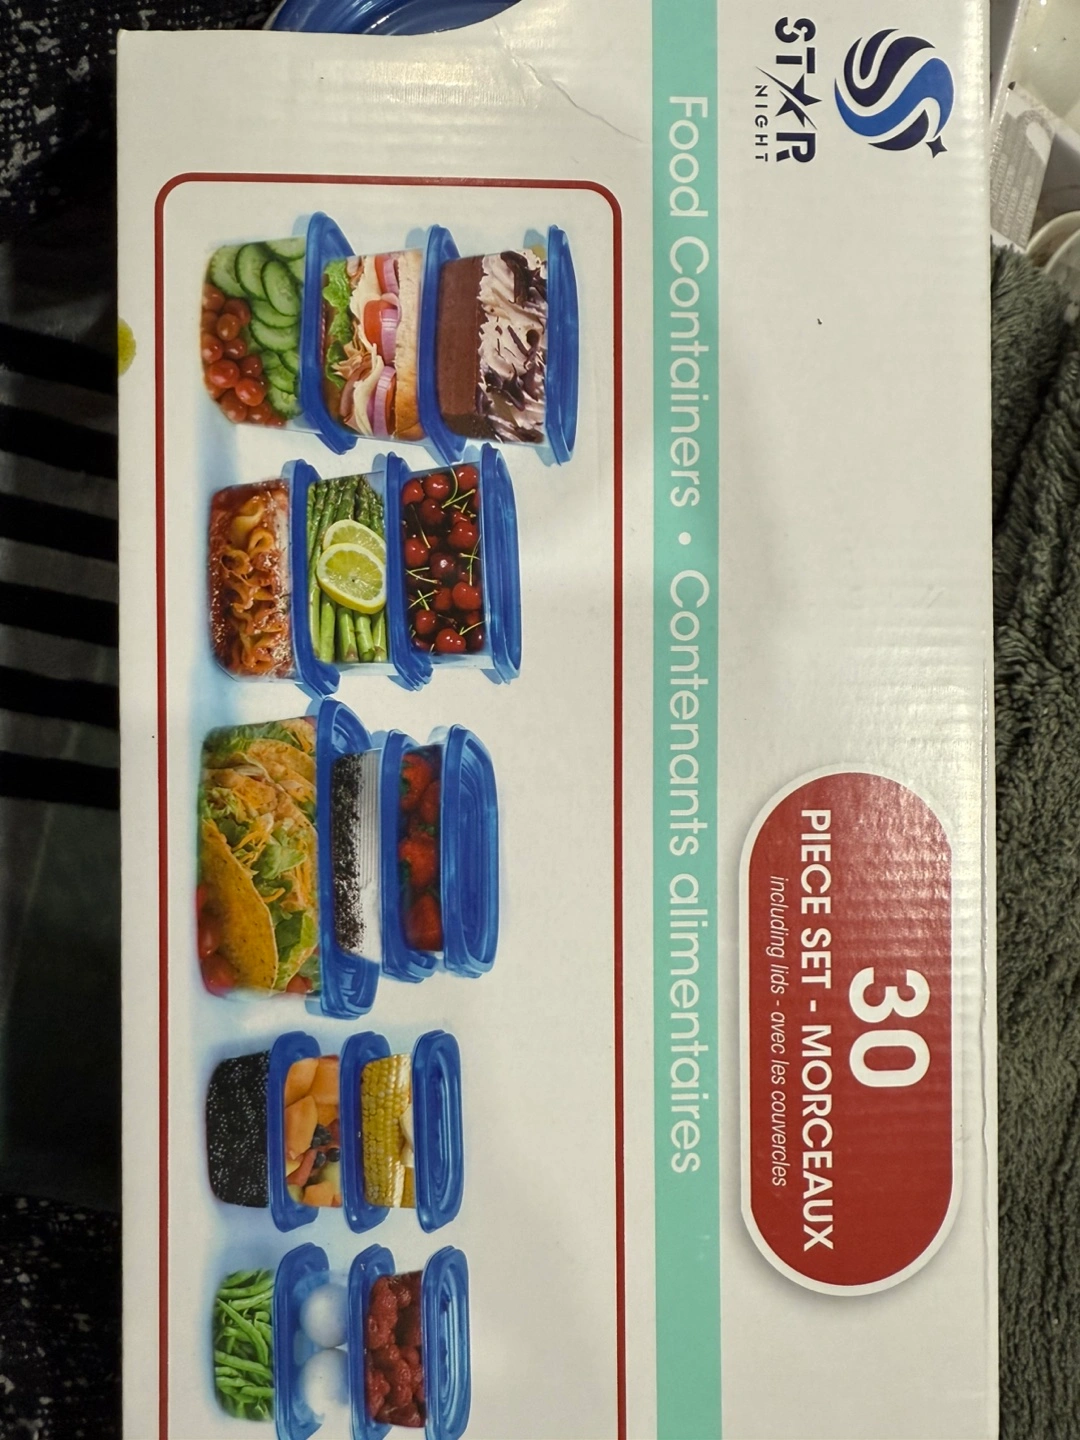 STAR
NIGHT
30
PIECE SET - MORCEAUX
including lids - avec les couvercles
Food Containers • Contenants alimentaires